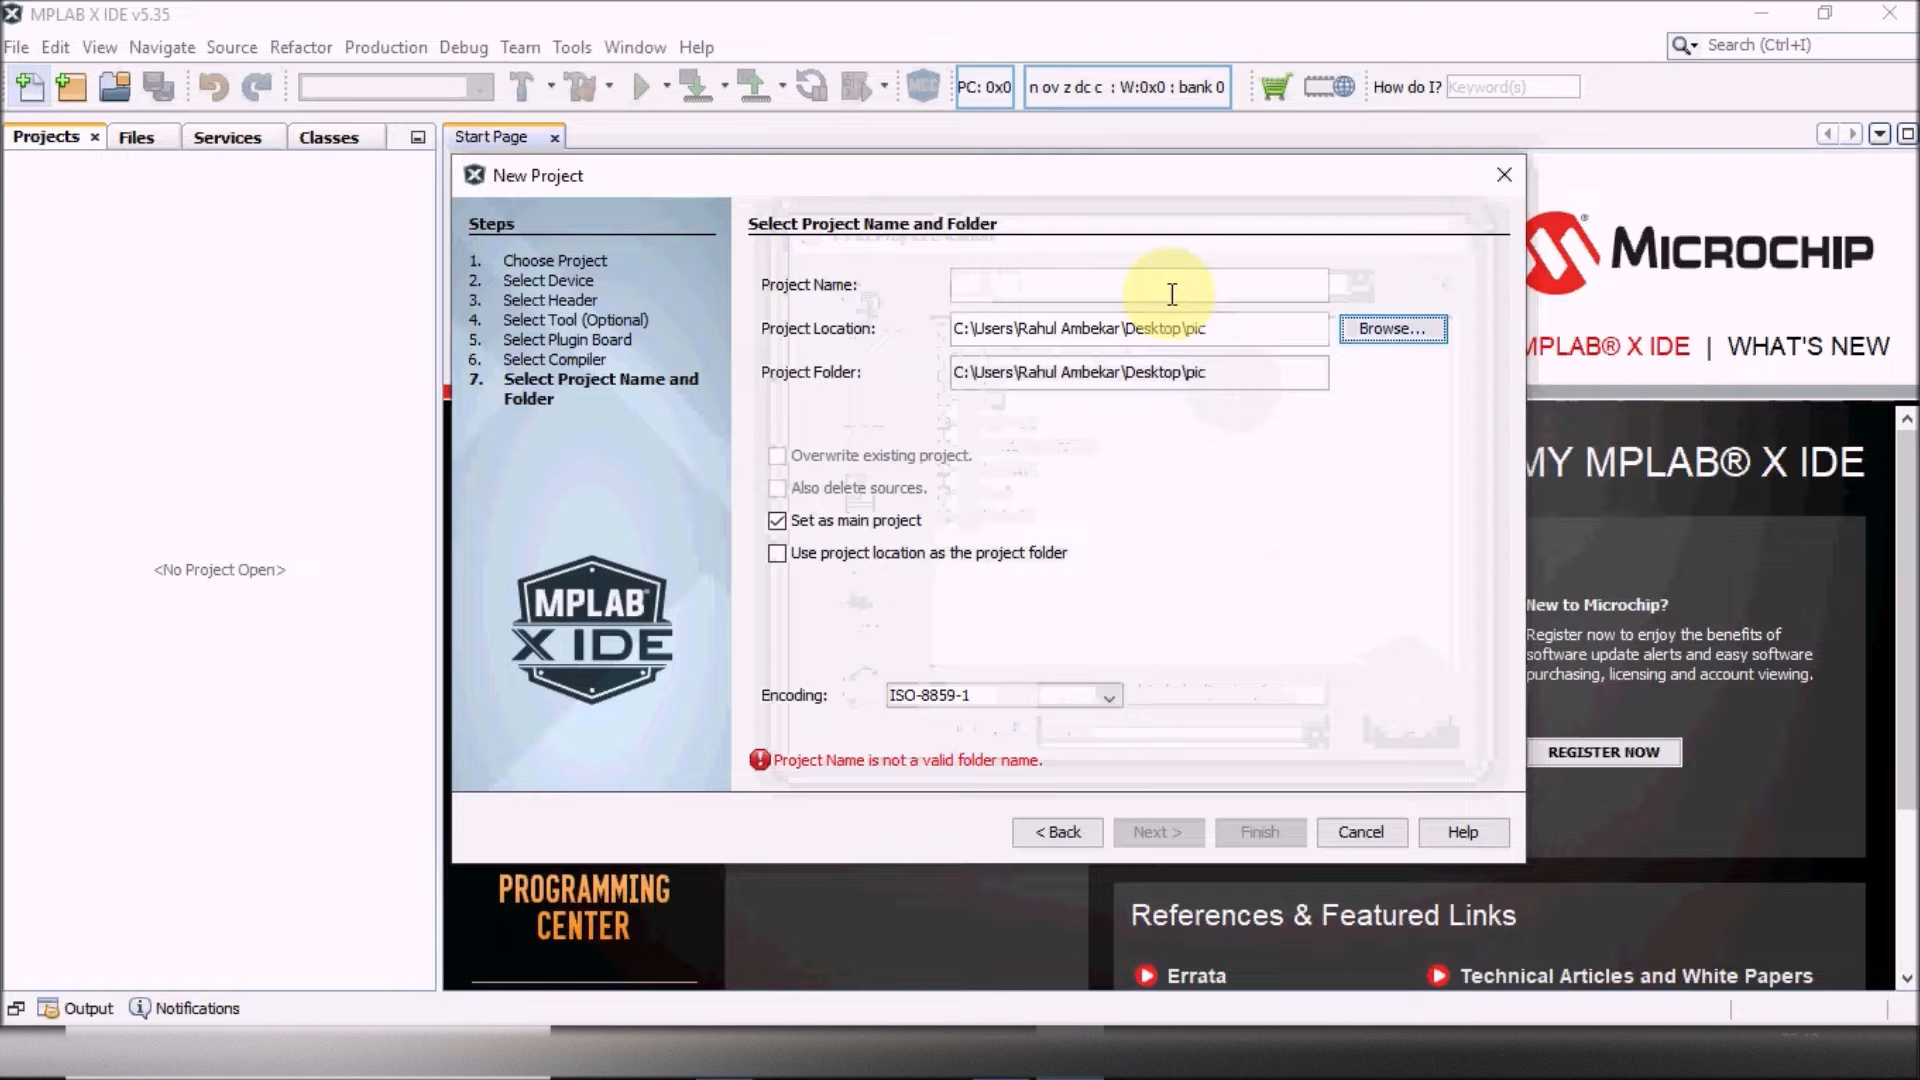 MPLAB X IDE v5.35
File Edit View Navigate Source Refactor Production Debug Team Tools Window Help
Search (Ctrl+I)
MCC
PC: 0x0
n ov z dc c : W:0x0 : bank 0
How do I? Keyword(s)
Projects
Files
Services
Classes
Start Page
New Project
Steps
1. Choose Project
2. Select Device
3. Select Header
4. Select Tool (Optional)
5. Select Plugin Board
6. Select Compiler
7. Select Project Name and
Folder
MPLAB
X IDE
Select Project Name and Folder
Project Name:
Project Location: C:\Users\Rahul Ambekar\Desktop\pic Browse...
Project Folder: C:\Users\Rahul Ambekar\Desktop\pic
Overwrite existing project.
Also delete sources.
Set as main project
Use project location as the project folder
Encoding: ISO-8859-1
Project Name is not a valid folder name.
< Back Next > Finish Cancel Help
MICROCHIP
MPLAB® X IDE | WHAT'S NEW
MY MPLAB® X IDE
New to Microchip?
Register now to enjoy the benefits of
software update alerts and easy software
purchasing, licensing and account viewing.
REGISTER NOW
<No Project Open>
PROGRAMMING
CENTER
References & Featured Links
Errata
Technical Articles and White Papers
Output
Notifications